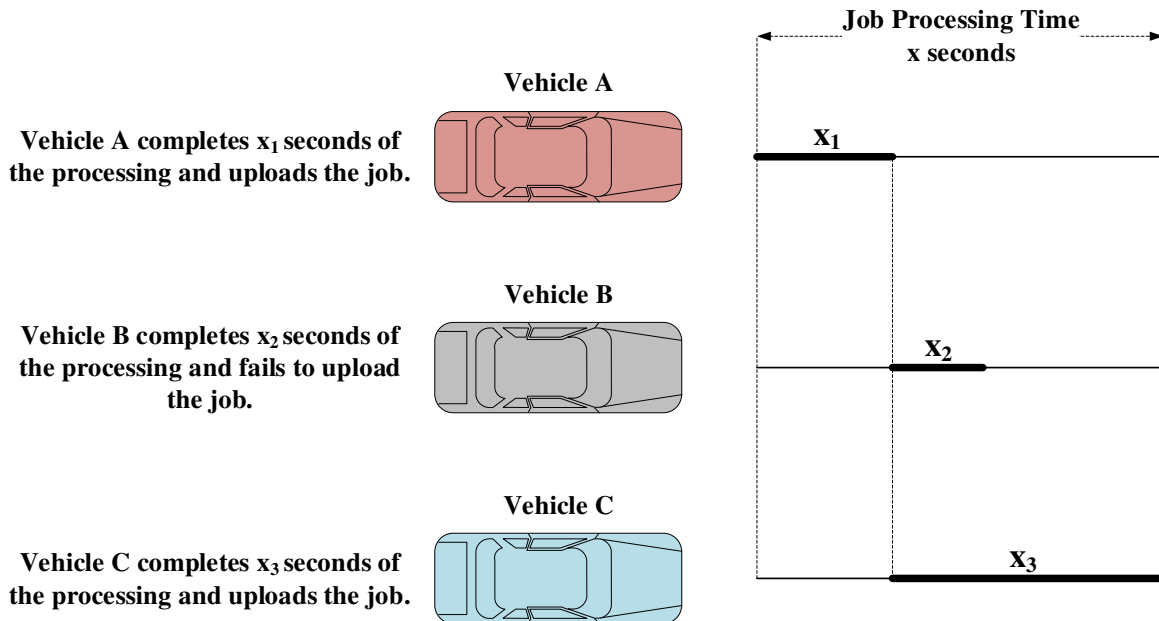 Job Processing Time
x seconds
Vehicle A
Vehicle A completes x₁ seconds of
the processing and uploads the job.
x₁
Vehicle B
Vehicle B completes x₂ seconds of
the processing and fails to upload
the job.
x₂
Vehicle C
Vehicle C completes x₃ seconds of
the processing and uploads the job.
x₃